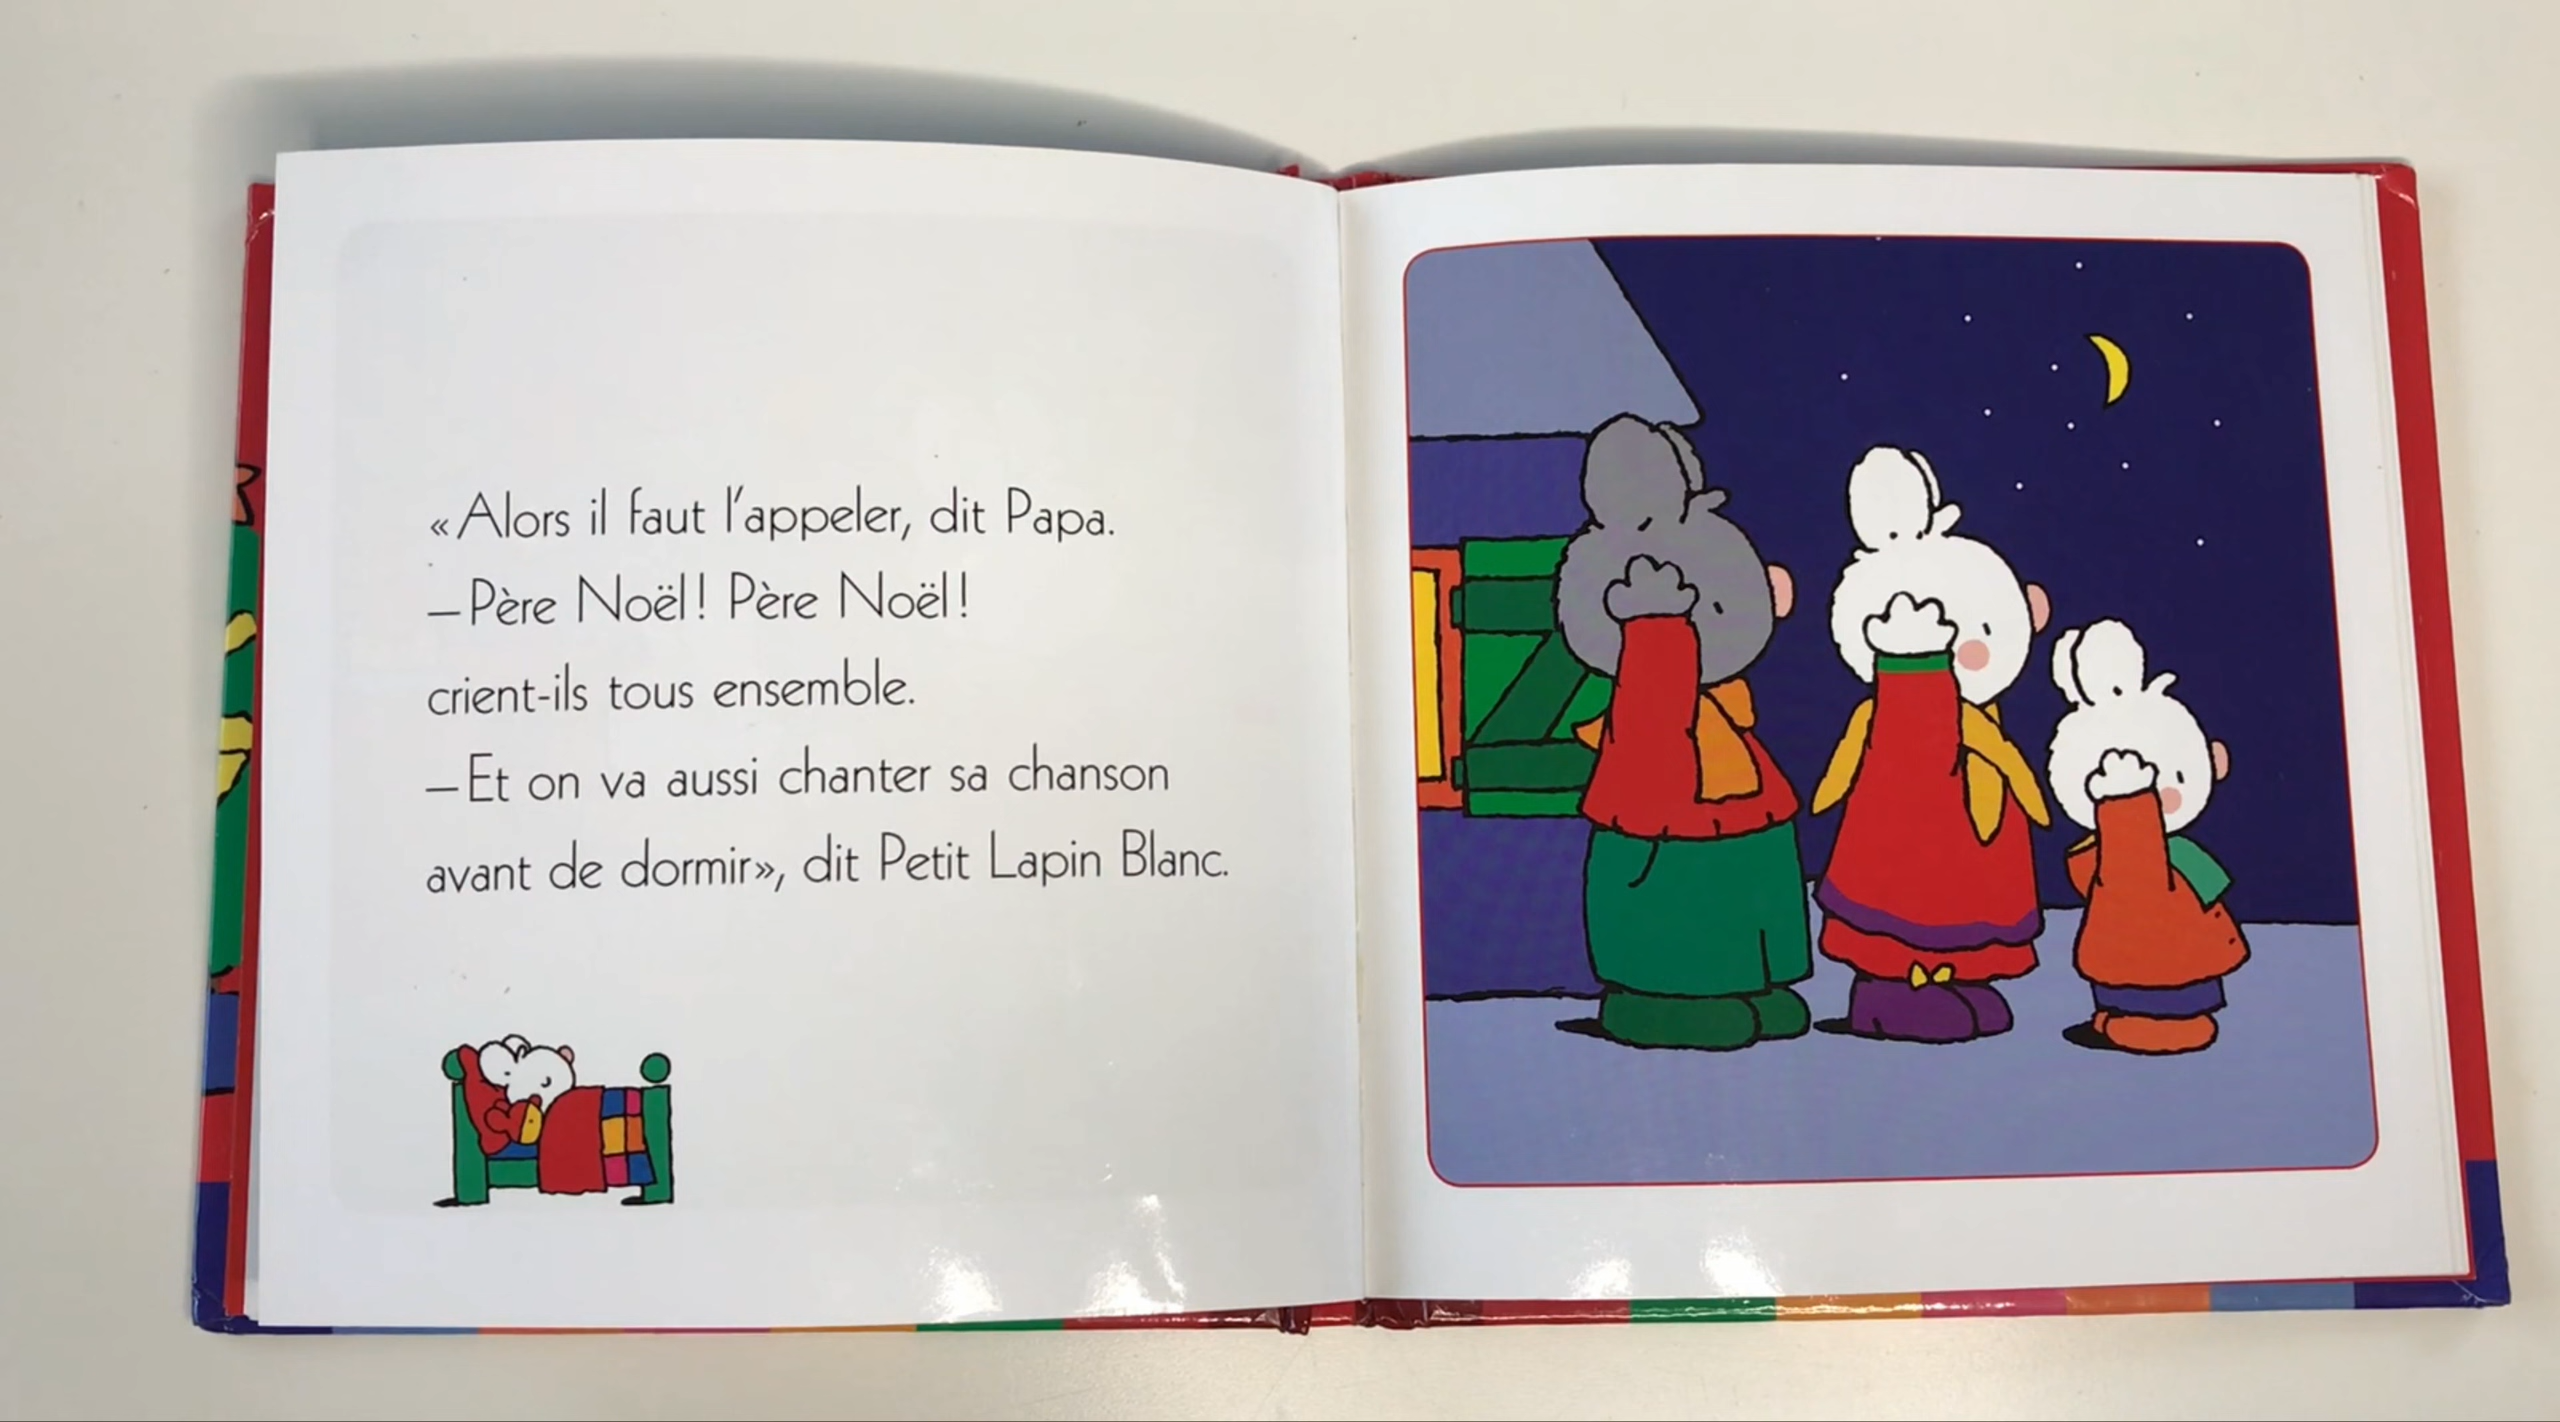 « Alors il faut l'appeler, dit Papa.
– Père Noël ! Père Noël !
crient-ils tous ensemble.
– Et on va aussi chanter sa chanson
avant de dormir », dit Petit Lapin Blanc.